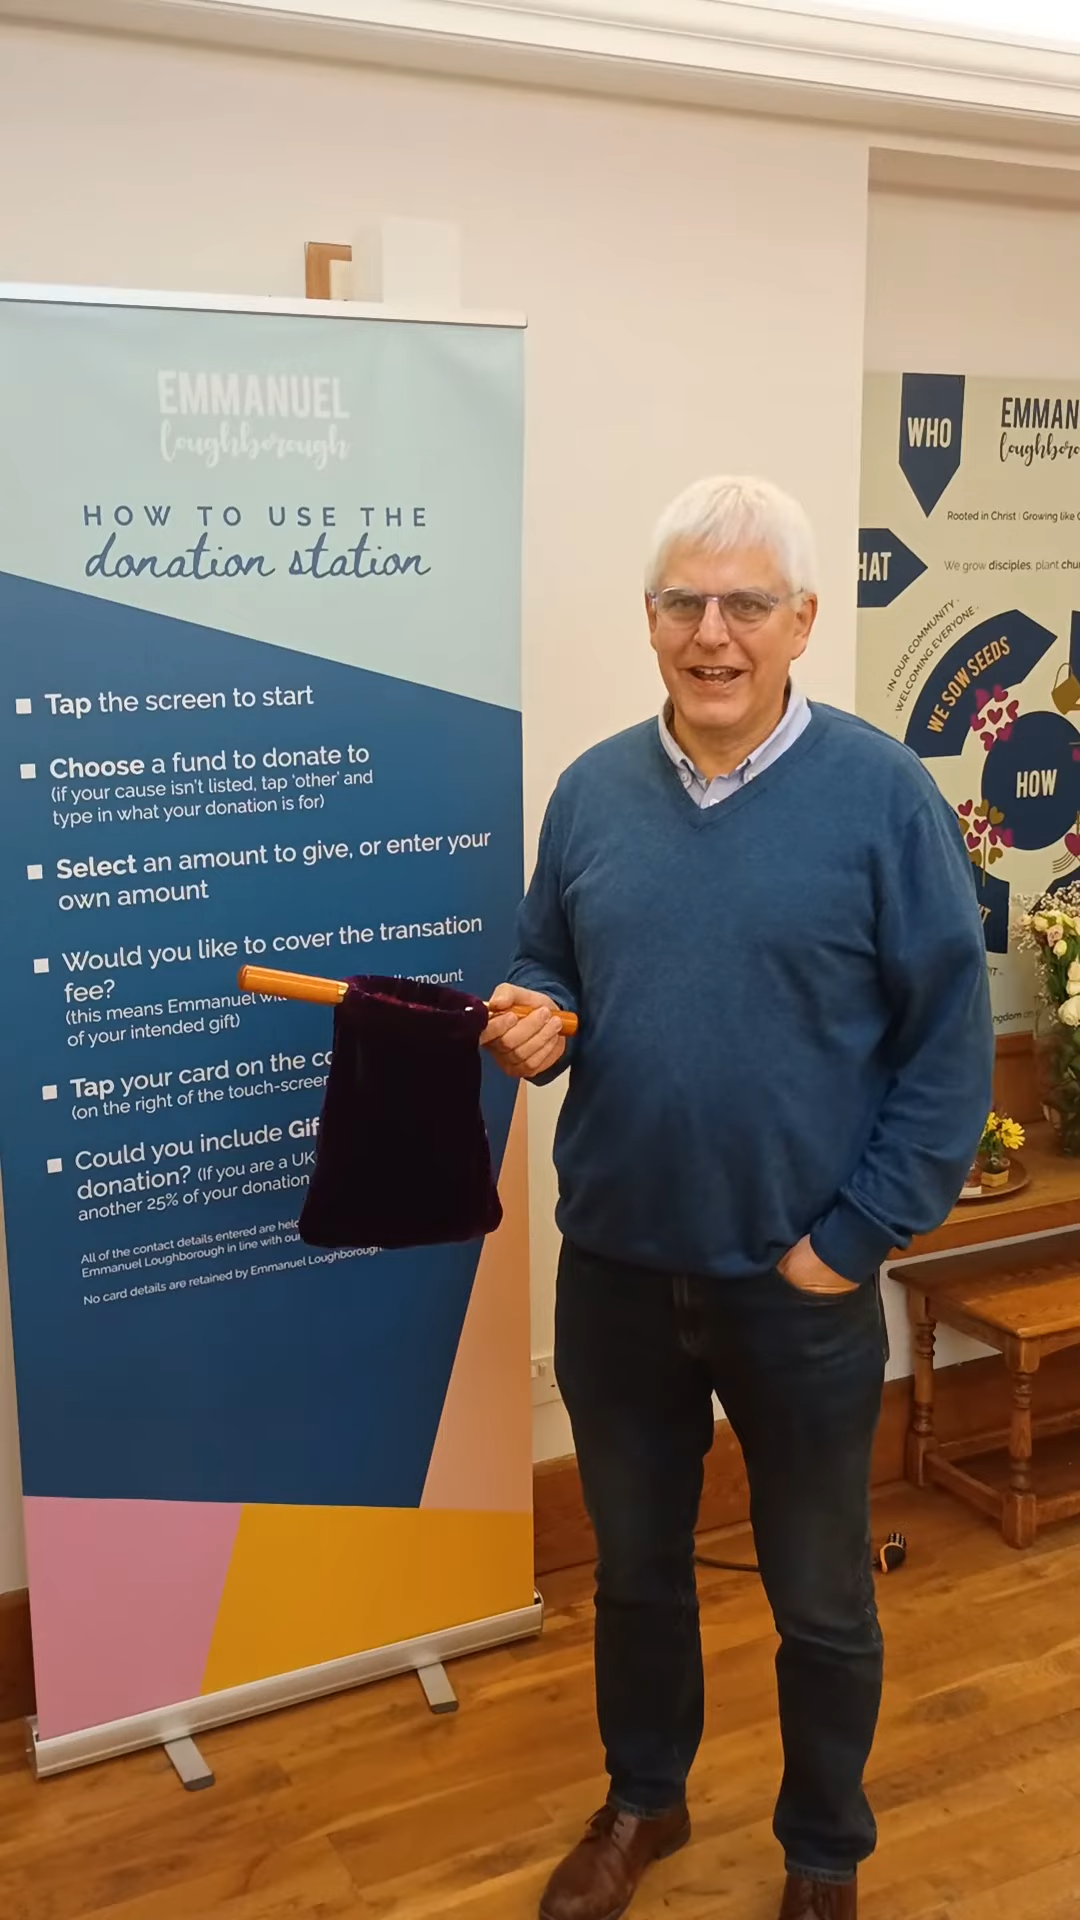 EMMANUEL
loughborough
HOW TO USE THE
donation station
Tap the screen to start
Choose a fund to donate to
(if your cause isn't listed, tap 'other' and
type in what your donation is for)
Select an amount to give, or enter your
own amount
Would you like to cover the transation
fee?
(this means Emmanuel
of your intended gift)
Tap your card on the
(on the right of the touch-screen
Could you include
donation? (If you are a UK
another 25% of your donation
All of the contact details entered are held
Emmanuel Loughborough in line with our
No card details are retained by Emmanuel Loughborough
WHO
EMMAN
loughboro
Rooted in Christ | Growing like
HAT
We grow disciples, plant
- IN OUR COMMUNITY -
- WELCOMING EVERYONE -
WE SOW SEEDS
HOW